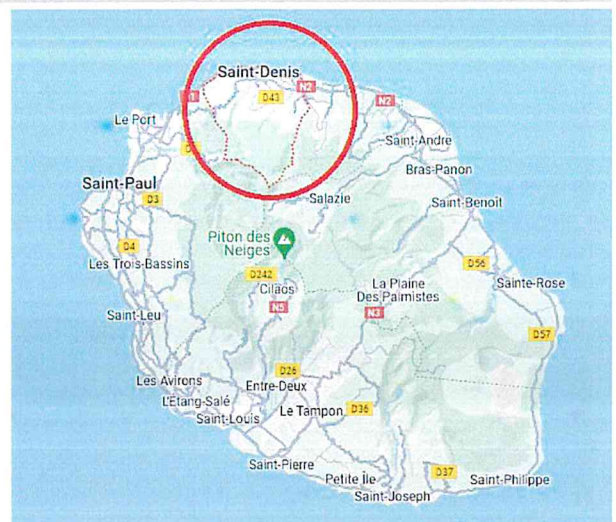 Saint-Denis
N2
N1
D43
N2
Le Port
Saint-André
Bras-Panon
Saint-Paul
D3
Salazie
Saint-Benoît
Piton des
Neiges
D4
Les Trois-Bassins
D242
Cilaos
D56
La Plaine
Des Palmistes
Sainte-Rose
N5
N3
Saint-Leu
D57
D26
Les Avirons
Entre-Deux
L'Étang-Salé
Saint-Louis
Le Tampon
D36
Saint-Pierre
D37
Petite Île
Saint-Philippe
Saint-Joseph